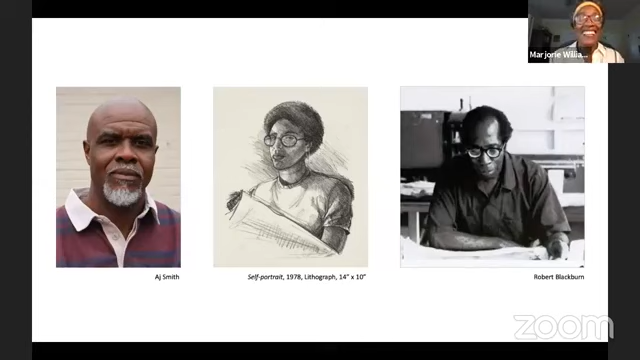 Marjorie Willia...
Aj Smith
Self-portrait, 1978, Lithograph, 14" x 10"
Robert Blackburn
zoom